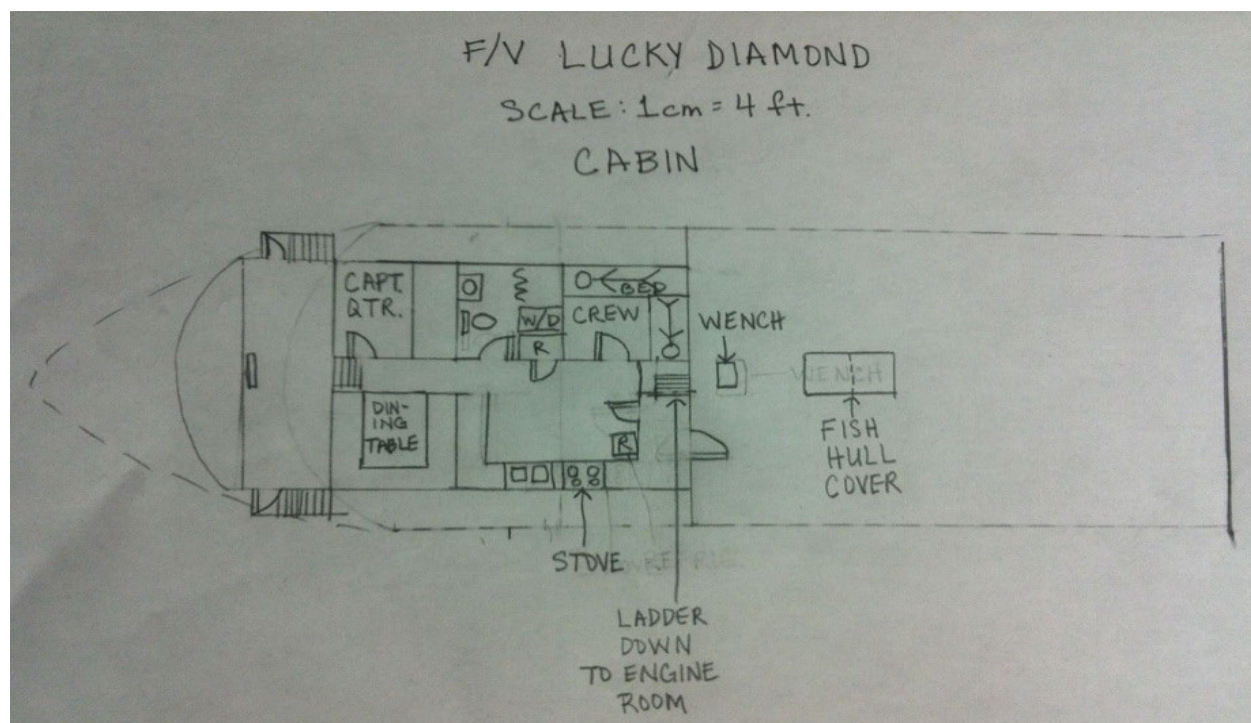 F/V LUCKY DIAMOND
SCALE: 1cm = 4 ft.
CABIN
CAPT.
QTR.
W/D
R
BED
CREW
WENCH
WENCH
DIN-
ING
TABLE
R
FISH
HULL
COVER
STOVE
REFRIG.
LADDER
DOWN
TO ENGINE
ROOM